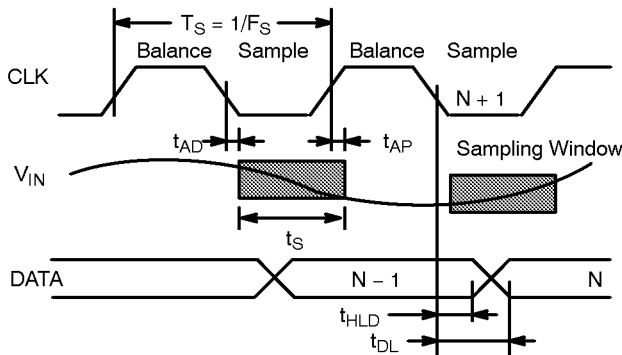 T_S = 1/F_S
Balance Sample Balance Sample
CLK
N + 1
t_AD
t_AP
Sampling Window
V_IN
t_S
DATA
N – 1
N
t_HLD
t_DL